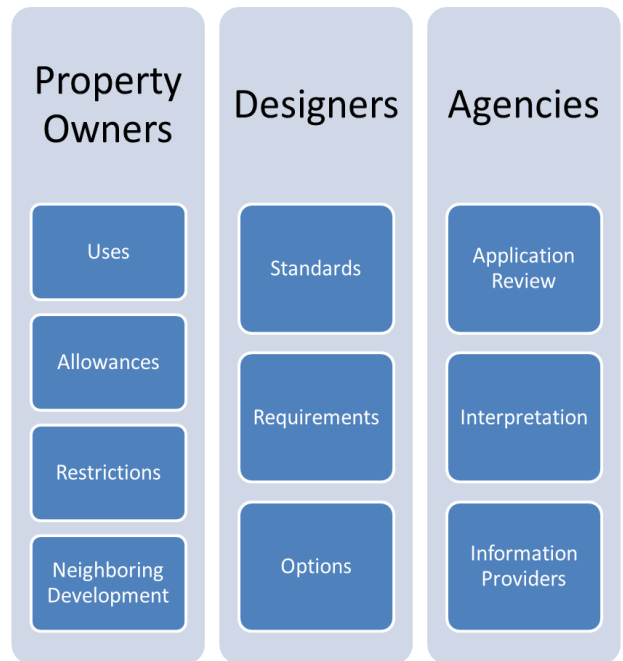 Property
Owners
Uses
Allowances
Restrictions
Neighboring
Development
Designers
Standards
Requirements
Options
Agencies
Application
Review
Interpretation
Information
Providers